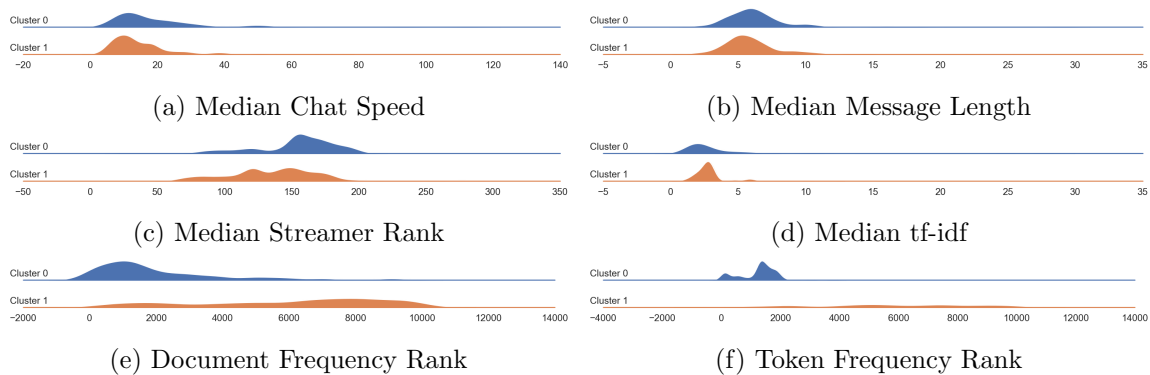 Cluster 0
Cluster 1
−20 0 20 40 60 80 100 120 140
(a) Median Chat Speed
Cluster 0
Cluster 1
−5 0 5 10 15 20 25 30 35
(b) Median Message Length
Cluster 0
Cluster 1
−50 0 50 100 150 200 250 300 350
(c) Median Streamer Rank
Cluster 0
Cluster 1
−5 0 5 10 15 20 25 30 35
(d) Median tf-idf
Cluster 0
Cluster 1
−2000 0 2000 4000 6000 8000 10000 12000 14000
(e) Document Frequency Rank
Cluster 0
Cluster 1
−4000 −2000 0 2000 4000 6000 8000 10000 12000 14000
(f) Token Frequency Rank